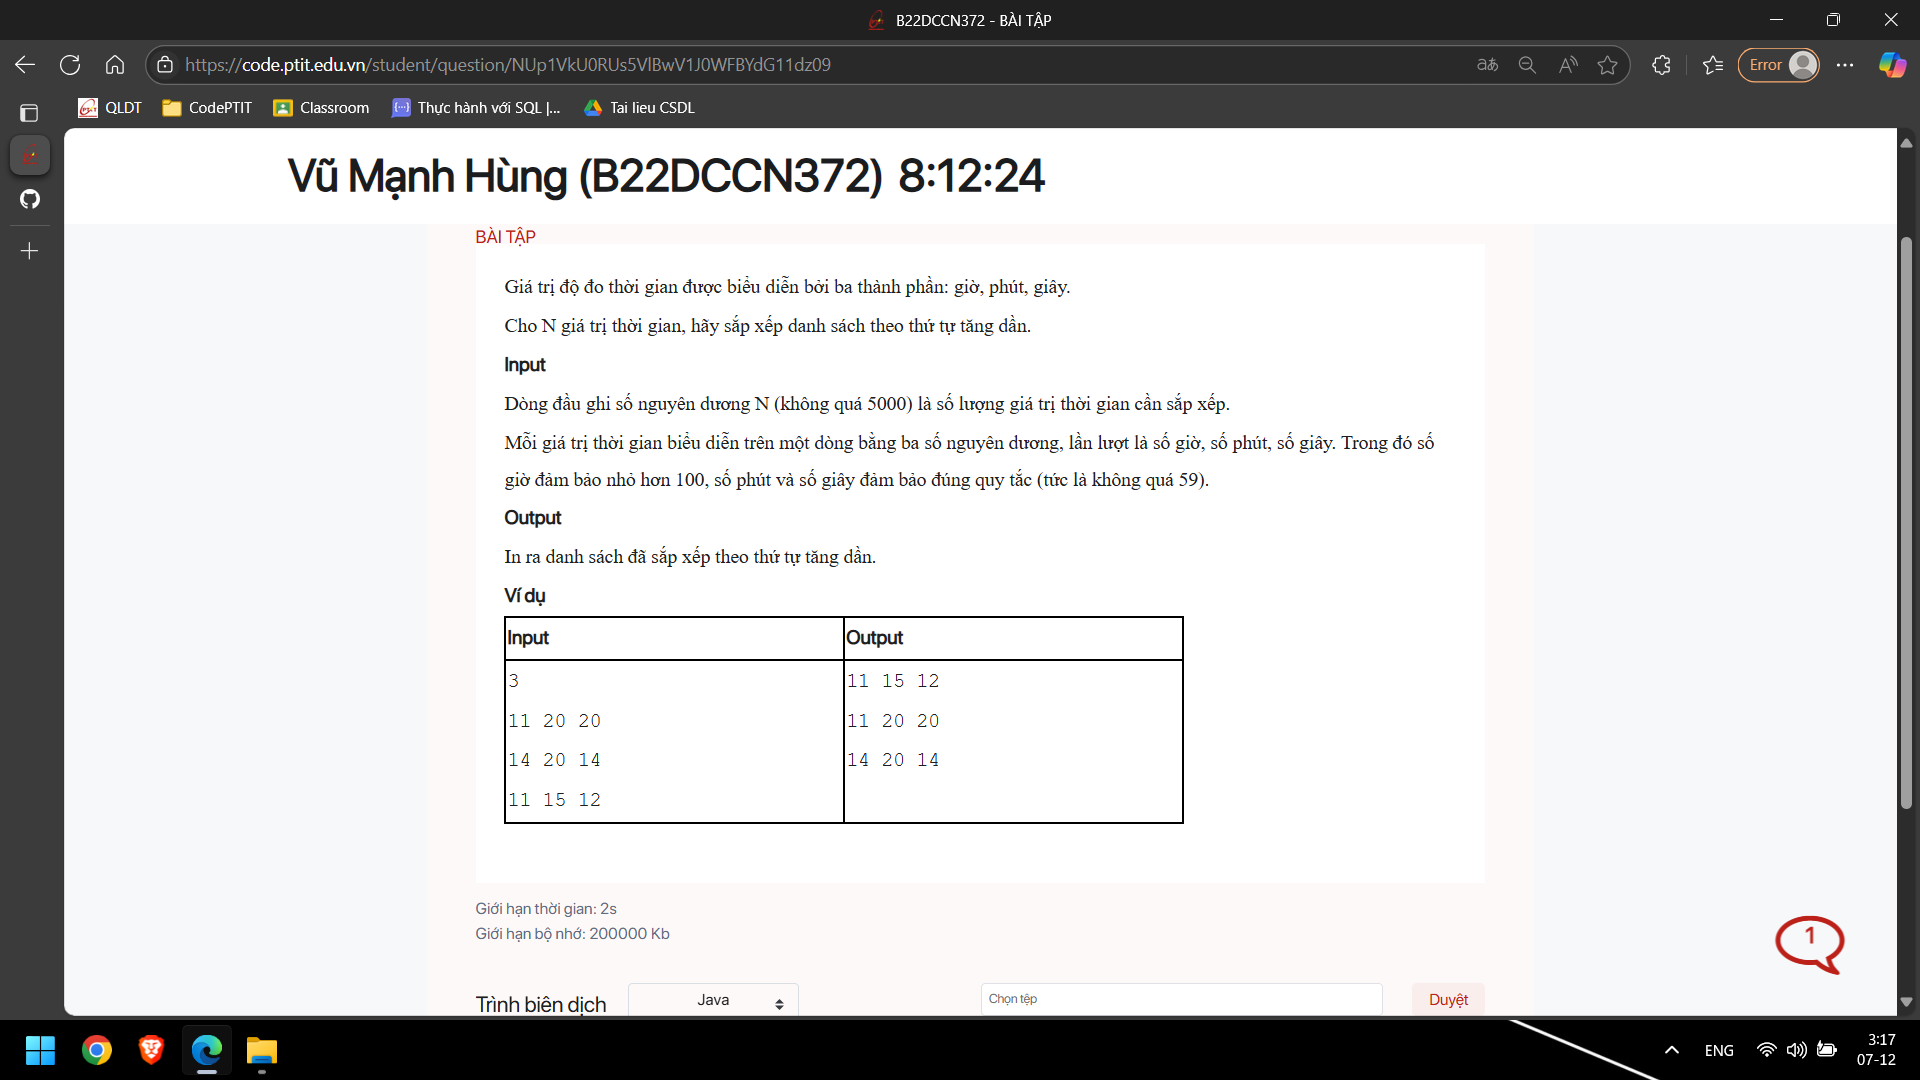 B22DCCN372 - BÀI TẬP
https://code.ptit.edu.vn/student/question/NUp1VkU0RUs5VlBwV1J0WFBYdG11dz09
Error
QLDT
CodePTIT
Classroom
Thực hành với SQL |...
Tai lieu CSDL
Vũ Mạnh Hùng (B22DCCN372) 8:12:24
BÀI TẬP
Giá trị độ đo thời gian được biểu diễn bởi ba thành phần: giờ, phút, giây.
Cho N giá trị thời gian, hãy sắp xếp danh sách theo thứ tự tăng dần.
Input
Dòng đầu ghi số nguyên dương N (không quá 5000) là số lượng giá trị thời gian cần sắp xếp.
Mỗi giá trị thời gian biểu diễn trên một dòng bằng ba số nguyên dương, lần lượt là số giờ, số phút, số giây. Trong đó số
giờ đảm bảo nhỏ hơn 100, số phút và số giây đảm bảo đúng quy tắc (tức là không quá 59).
Output
In ra danh sách đã sắp xếp theo thứ tự tăng dần.
Ví dụ
Input Output
3 11 15 12
11 20 20 11 20 20
14 20 14 14 20 14
11 15 12
Giới hạn thời gian: 2s
Giới hạn bộ nhớ: 200000 Kb
1
Trình biên dịch Java Chọn tệp Duyệt
ENG
3:17
07-12